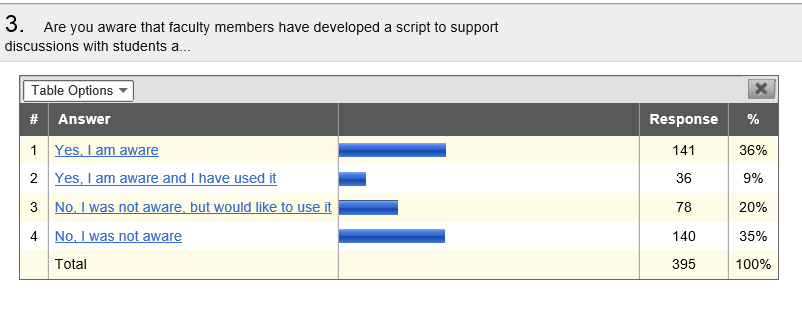 3. Are you aware that faculty members have developed a script to support
discussions with students a...
Table Options
# Answer Response %
1 Yes, I am aware 141 36%
2 Yes, I am aware and I have used it 36 9%
3 No, I was not aware, but would like to use it 78 20%
4 No, I was not aware 140 35%
Total 395 100%